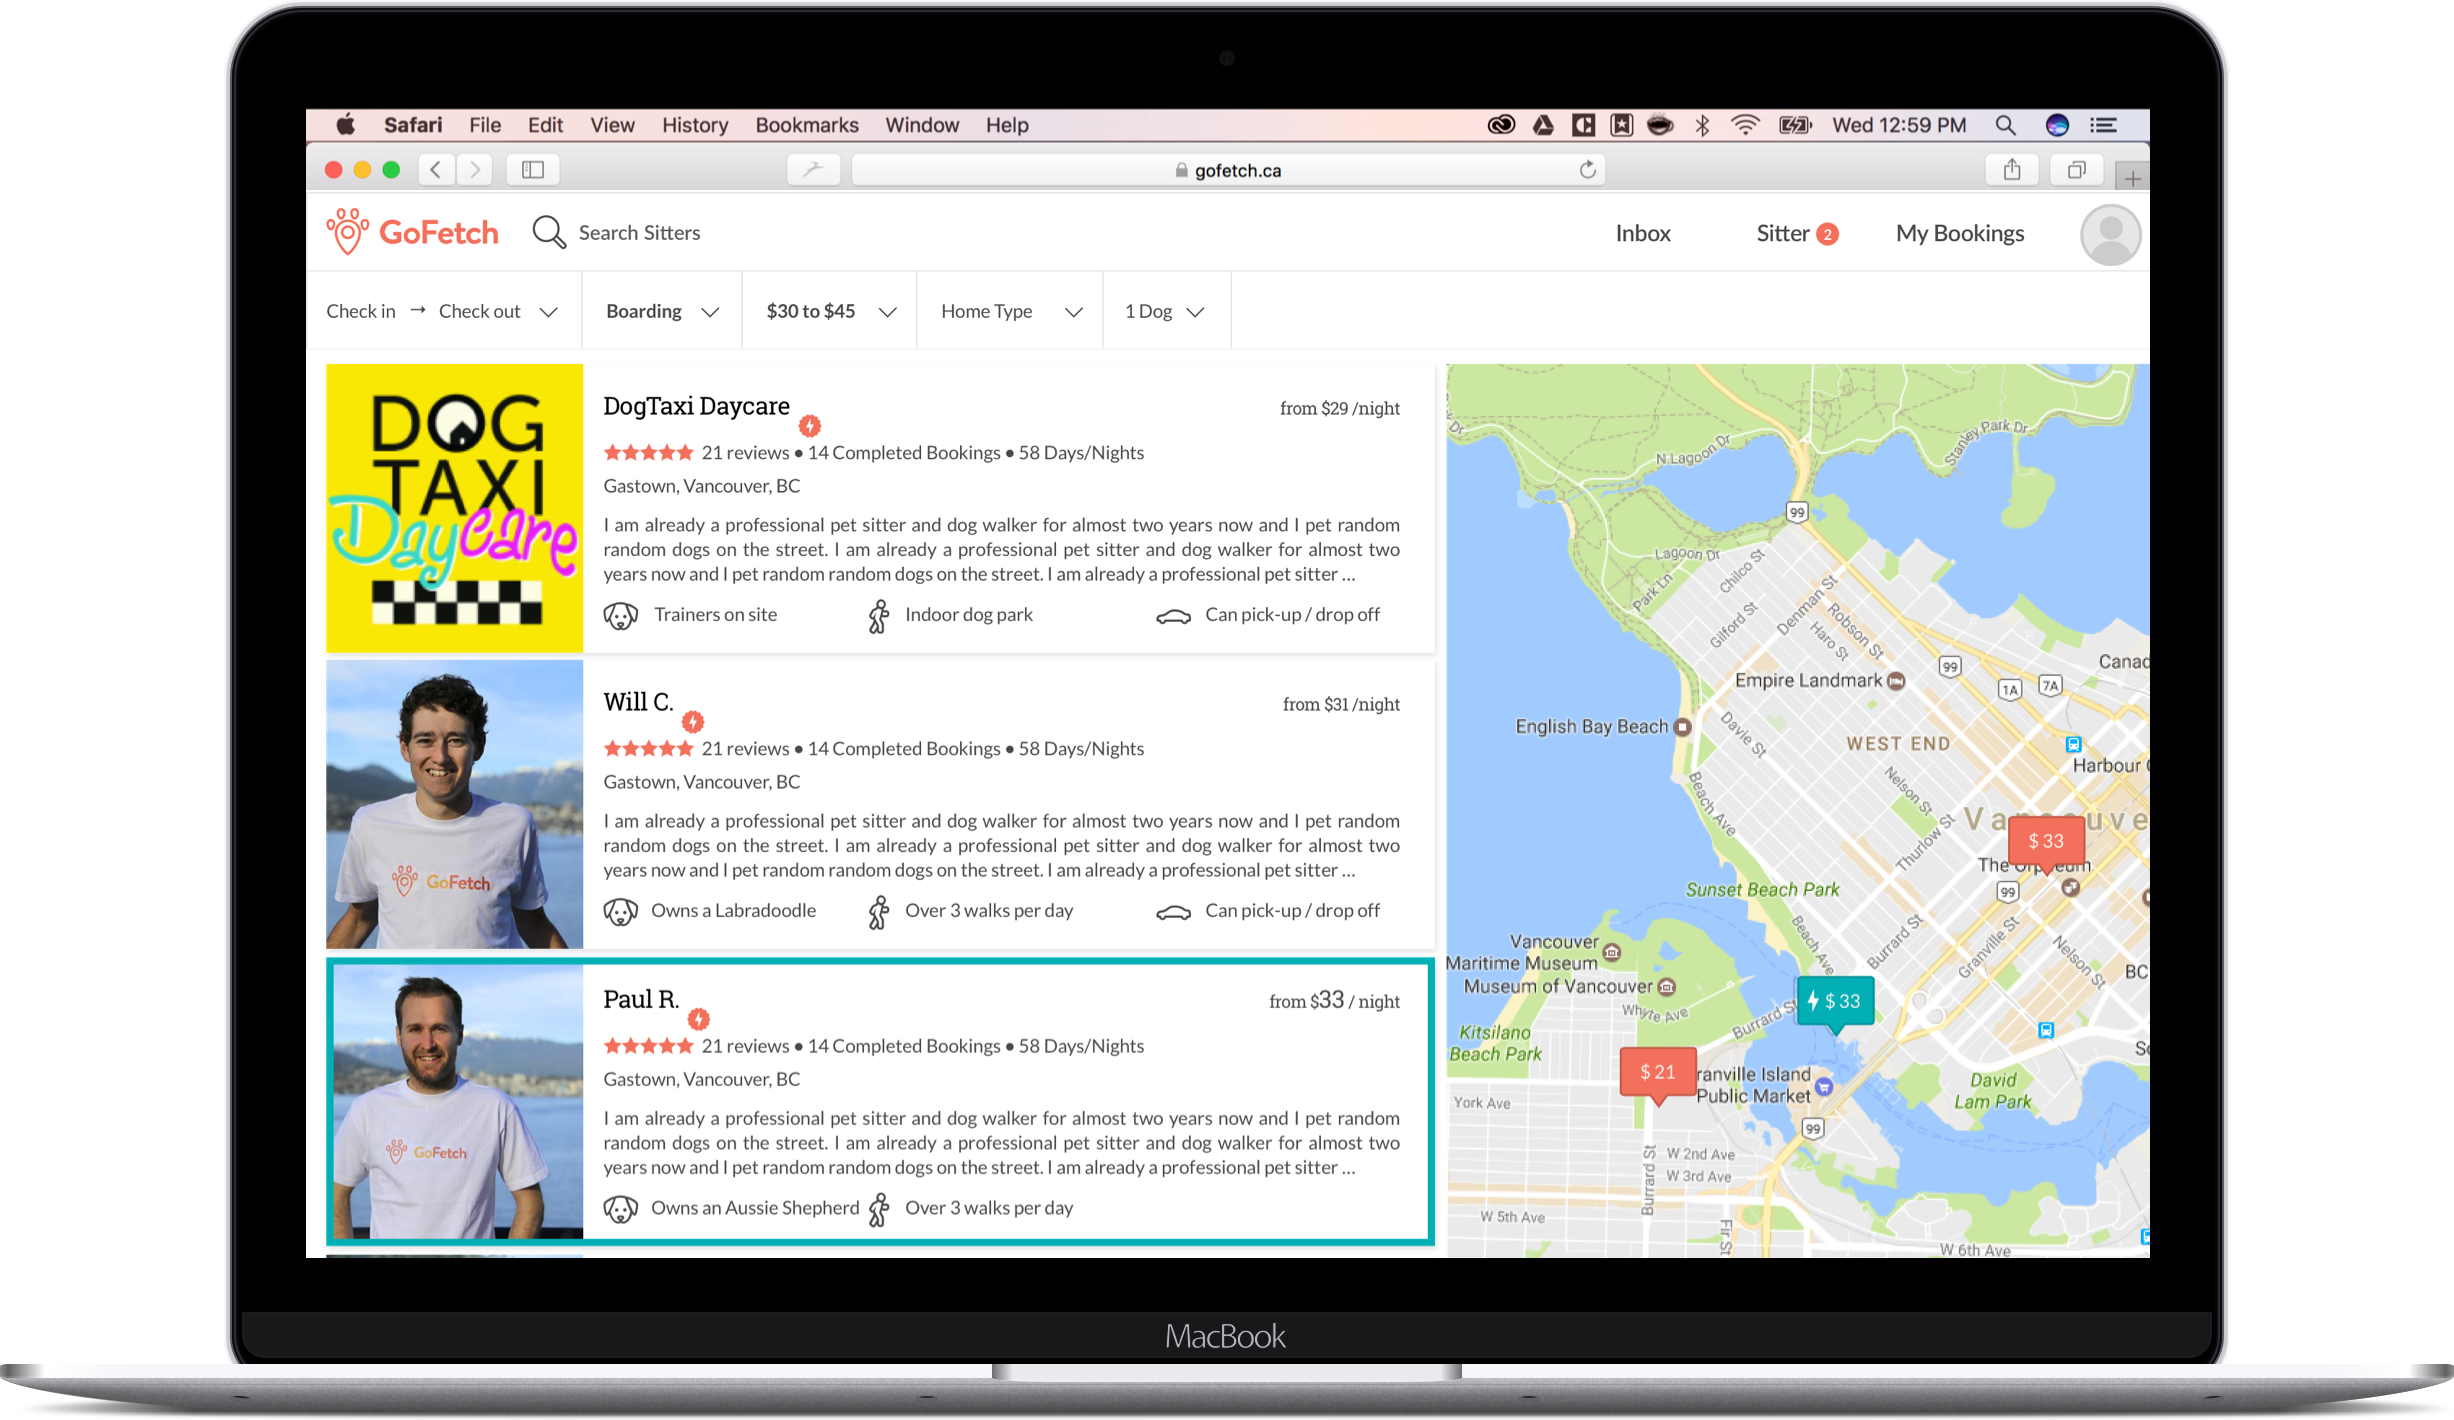 Safari File Edit View History Bookmarks Window Help Wed 12:59 PM
gofetch.ca
GoFetch Search Sitters Inbox Sitter 2 My Bookings
Check in → Check out Boarding $30 to $45 Home Type 1 Dog
DOG
TAXI
Daycare
DogTaxi Daycare from $29 /night
21 reviews • 14 Completed Bookings • 58 Days/Nights
Gastown, Vancouver, BC
I am already a professional pet sitter and dog walker for almost two years now and I pet random
random dogs on the street. I am already a professional pet sitter and dog walker for almost two
years now and I pet random random dogs on the street. I am already a professional pet sitter ...
Trainers on site Indoor dog park Can pick-up / drop off
GoFetch
Will C. from $31 /night
21 reviews • 14 Completed Bookings • 58 Days/Nights
Gastown, Vancouver, BC
I am already a professional pet sitter and dog walker for almost two years now and I pet random
random dogs on the street. I am already a professional pet sitter and dog walker for almost two
years now and I pet random random dogs on the street. I am already a professional pet sitter ...
Owns a Labradoodle Over 3 walks per day Can pick-up / drop off
GoFetch
Paul R. from $33 / night
21 reviews • 14 Completed Bookings • 58 Days/Nights
Gastown, Vancouver, BC
I am already a professional pet sitter and dog walker for almost two years now and I pet random
random dogs on the street. I am already a professional pet sitter and dog walker for almost two
years now and I pet random random dogs on the street. I am already a professional pet sitter ...
Owns an Aussie Shepherd Over 3 walks per day
Stanley Park Dr
N Lagoon Dr
99
Lagoon Dr
Chilco St
Park Ln
Gilford St
Denman St
Robson St
Haro St
99
1A
7A
Canad
Empire Landmark
English Bay Beach
Davie St
WEST END
Harbour
Nelson St
Beach Ave
Thurlow St
Va uve
$ 33
The
99
Sunset Beach Park
Beach Ave
Burrard St
Granville St
Nelson St
BC
Vancouver
Maritime Museum
Museum of Vancouver
Whyte Ave
Burrard S
$ 33
Kitsilano
Beach Park
$ 21
ranville Island
Public Market
David
Lam Park
York Ave
99
Burrard St
W 2nd Ave
W 3rd Ave
W 5th Ave
Fir St
W 6th Ave
MacBook